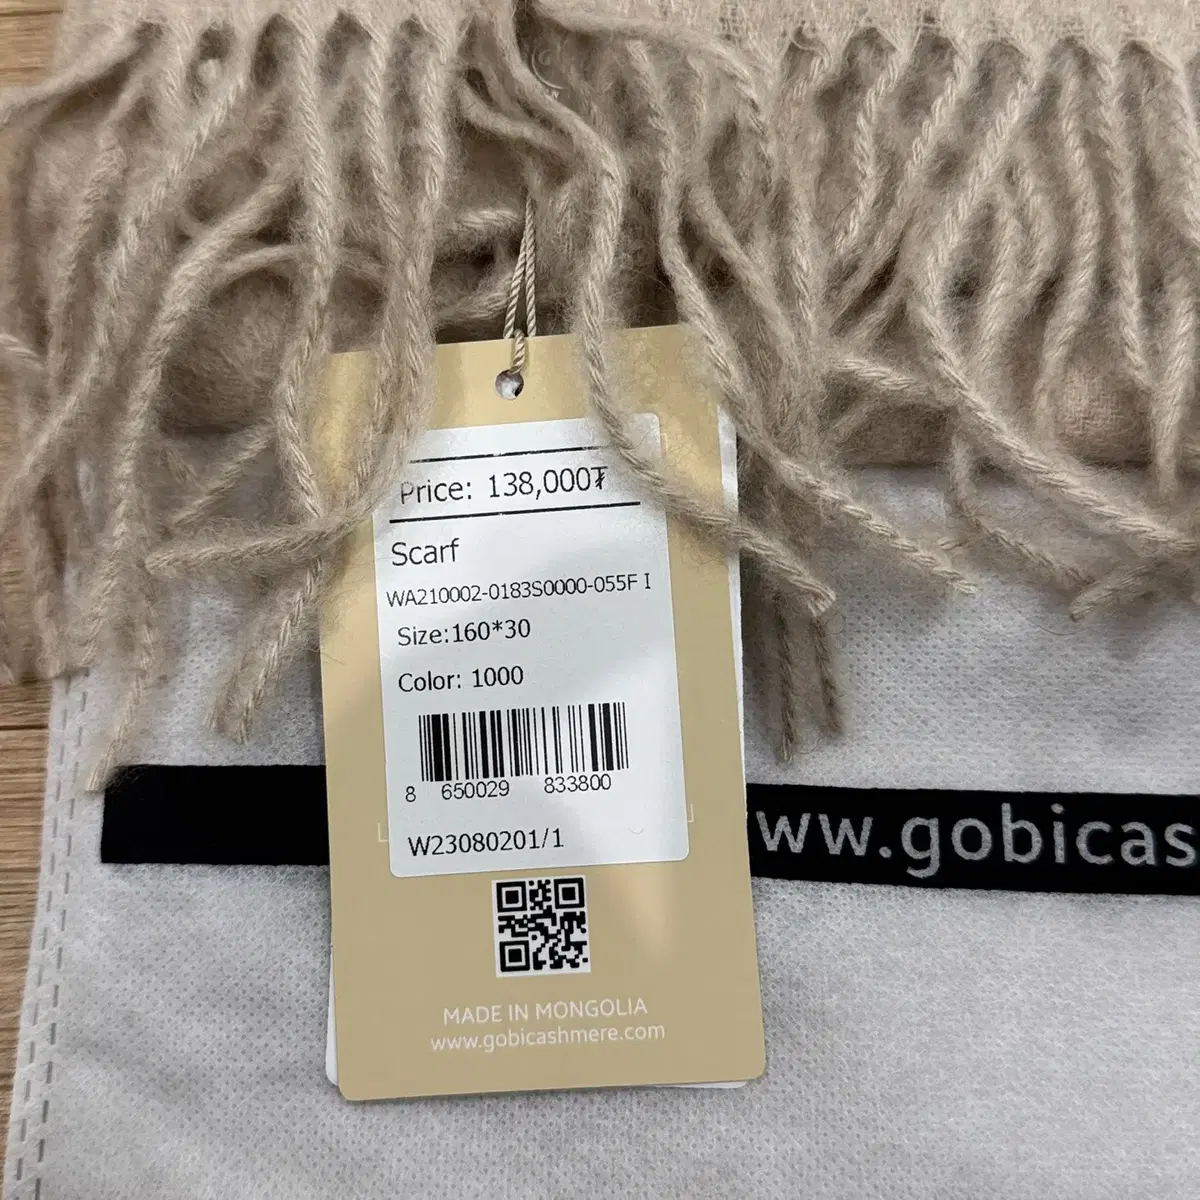 Price: 138,000₮
Scarf
WA210002-0183S0000-055F I
Size:160*30
Color: 1000
8 650029 833800
W23080201/1
MADE IN MONGOLIA
www.gobicashmere.com
ww.gobicas